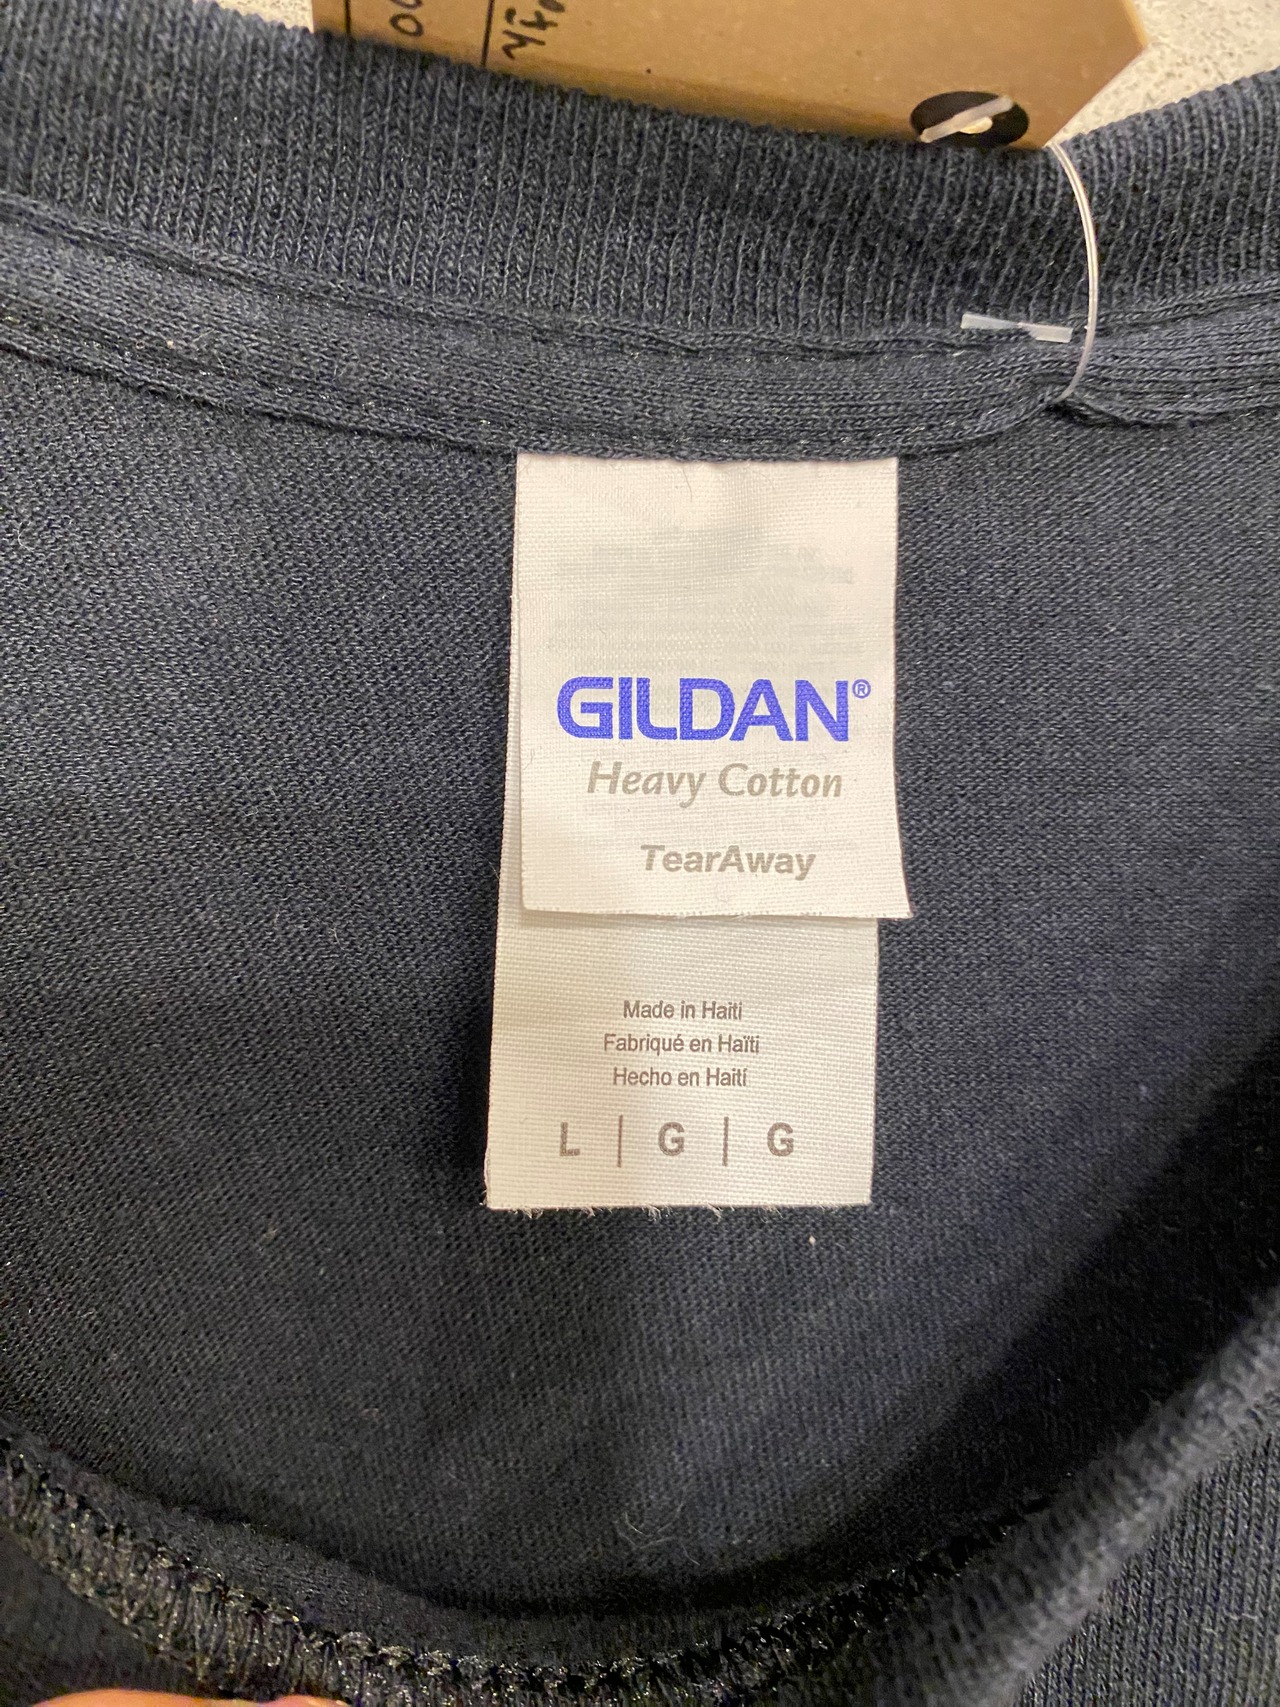 GILDAN®
Heavy Cotton
TearAway
Made in Haiti
Fabriqué en Haïti
Hecho en Haití
L | G | G